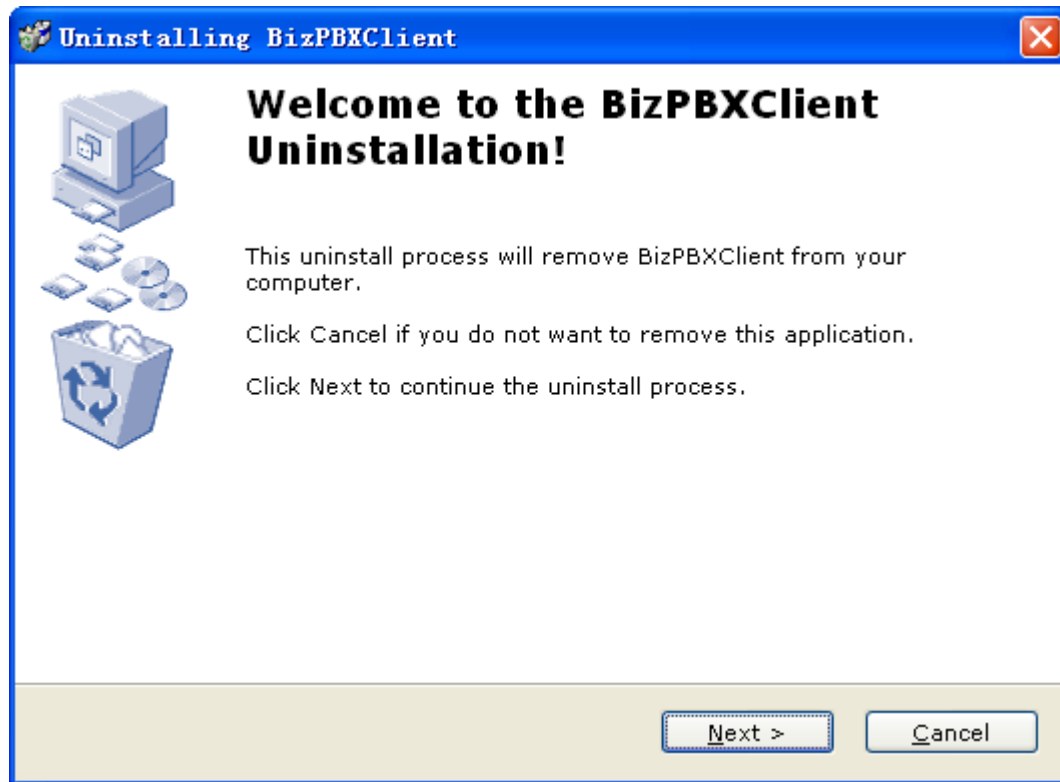 Uninstalling BizPBXClient
Welcome to the BizPBXClient
Uninstallation!
This uninstall process will remove BizPBXClient from your
computer.
Click Cancel if you do not want to remove this application.
Click Next to continue the uninstall process.
Next >
Cancel